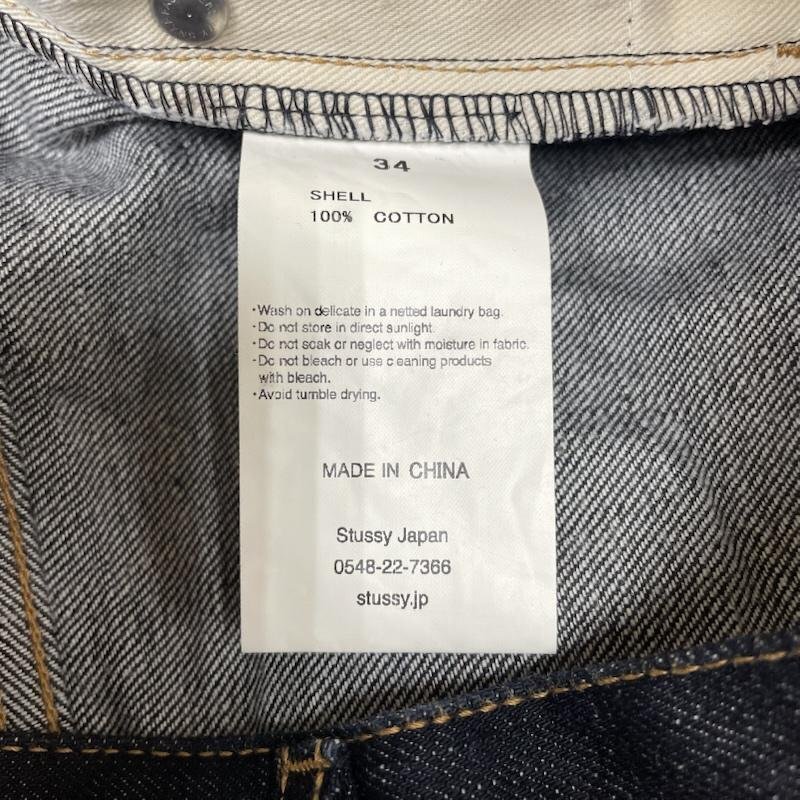 34
SHELL
100% COTTON
·Wash on delicate in a netted laundry bag.
·Do not store in direct sunlight.
·Do not soak or neglect with moisture in fabric.
·Do not bleach or use cleaning products
with bleach.
·Avoid tumble drying.
MADE IN CHINA
Stussy Japan
0548-22-7366
stussy.jp